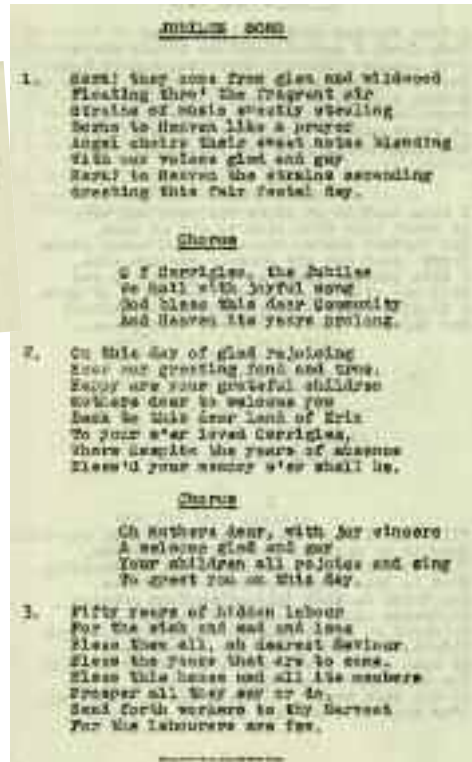 JUBILEE SONG
1. Hark! they come from glen and wildwood
Floating thro' the fragrant air
Strains of music sweetly stealing
Borne to Heaven like a prayer
Angel choirs their sweet notes blending
With our voices glad and gay
Hark! to Heaven the strains ascending
Greeting this fair festal day.
Chorus
O F Carriglea, the Jubilee
We hail with joyful song
God bless this dear Community
And Heaven its years prolong.
2. On this day of glad rejoicing
Hear our greeting fond and true.
Happy are your grateful children
Mothers dear to welcome you
Back to this dear land of Erin
To your e'er loved Carriglea,
Where despite the years of absence
Bless'd your memory e'er shall be.
Chorus
Oh Mothers dear, with joy sincere
A welcome glad and gay
Your children all rejoice and sing
To greet you on this day.
3. Fifty years of hidden labour
For the sick and sad and lone
Bless them all, oh dearest Saviour
Bless the years that are to come.
Bless this house and all its members
Prosper all they say or do.
Send forth workers to thy Harvest
For the labourers are few.